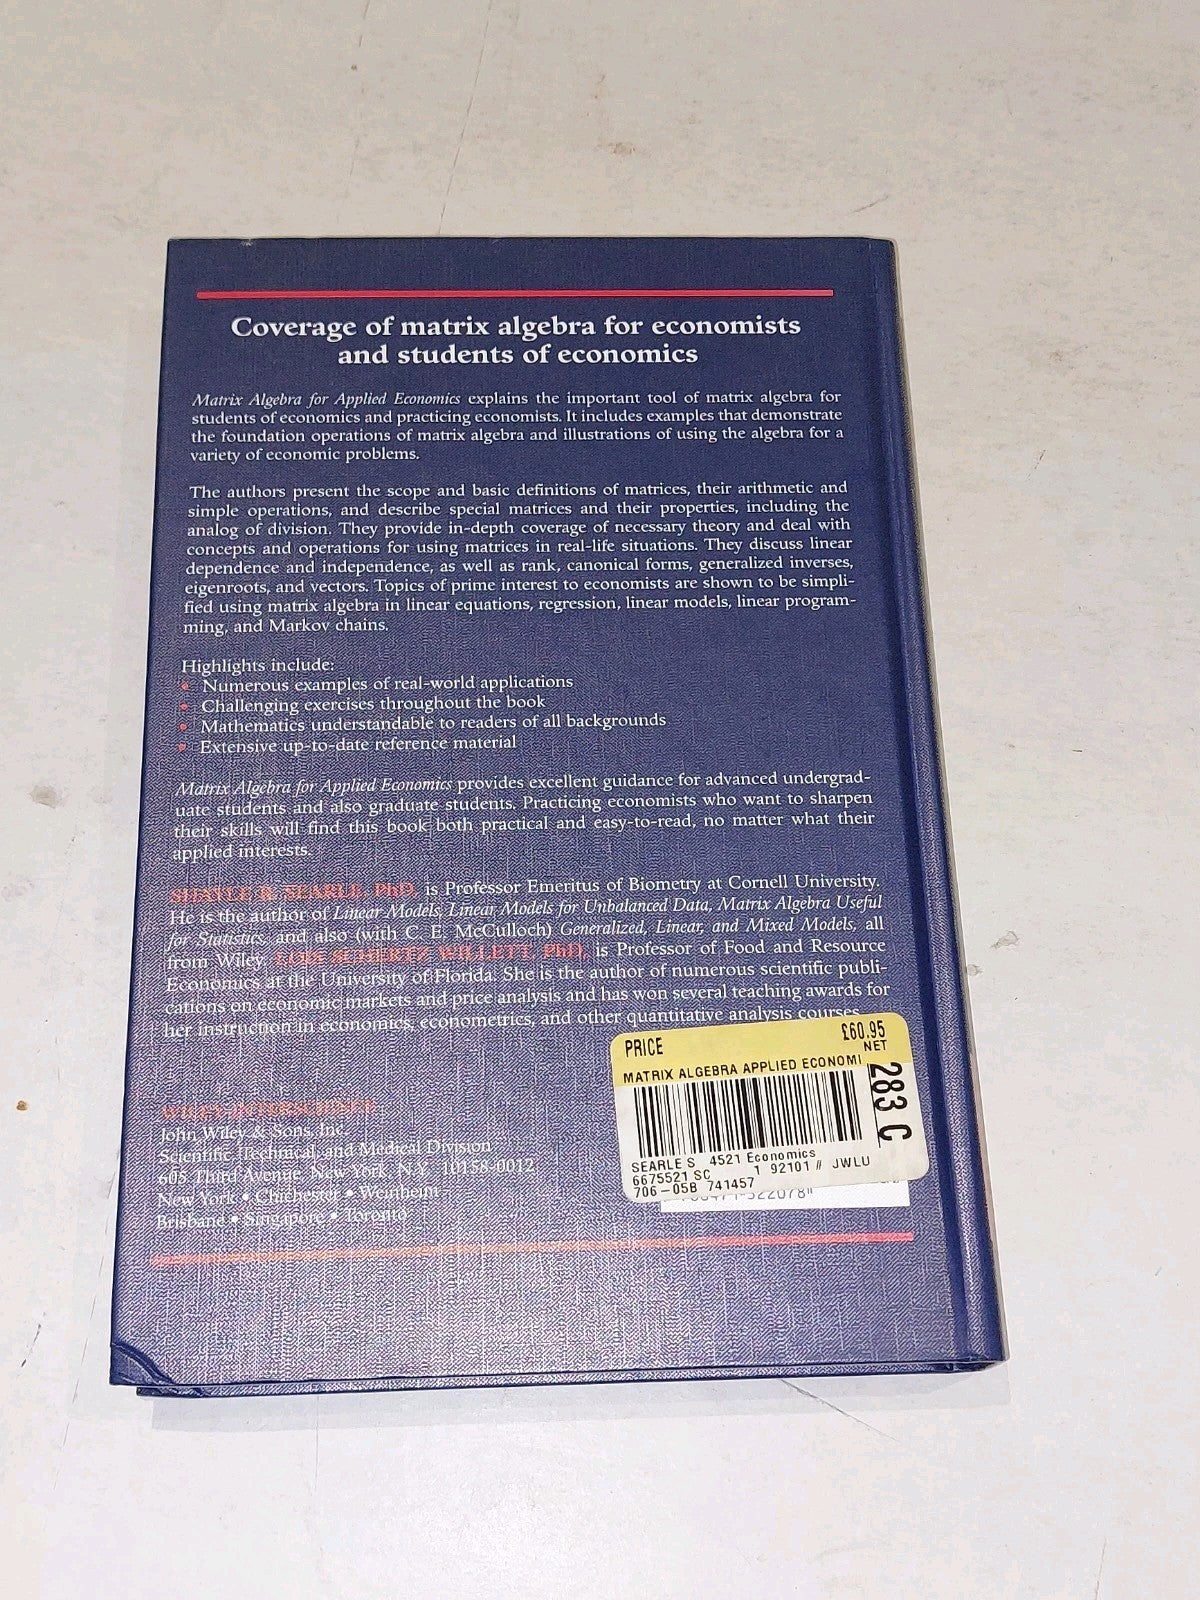 Coverage of matrix algebra for economists
and students of economics
Matrix Algebra for Applied Economics explains the important tool of matrix algebra for
students of economics and practicing economists. It includes examples that demonstrate
the foundation operations of matrix algebra and illustrations of using the algebra for a
variety of economic problems.
The authors present the scope and basic definitions of matrices, their arithmetic and
simple operations, and describe special matrices and their properties, including the
analog of division. They provide in-depth coverage of necessary theory and deal with
concepts and operations for using matrices in real-life situations. They discuss linear
dependence and independence, as well as rank, canonical forms, generalized inverses,
eigenroots, and vectors. Topics of prime interest to economists are shown to be simpli-
fied using matrix algebra in linear equations, regression, linear models, linear program-
ming, and Markov chains.
Highlights include:
• Numerous examples of real-world applications
• Challenging exercises throughout the book
• Mathematics understandable to readers of all backgrounds
• Extensive up-to-date reference material
Matrix Algebra for Applied Economics provides excellent guidance for advanced undergrad-
uate students and also graduate students. Practicing economists who want to sharpen
their skills will find this book both practical and easy-to-read, no matter what their
applied interests.
SHAYLE R. SEARLE, PhD, is Professor Emeritus of Biometry at Cornell University.
He is the author of Linear Models, Linear Models for Unbalanced Data, Matrix Algebra Useful
for Statistics, and also (with C. E. McCulloch) Generalized, Linear, and Mixed Models, all
from Wiley. LOIS SCHERTZ WILLETT, PhD, is Professor of Food and Resource
Economics at the University of Florida. She is the author of numerous scientific publi-
cations on economic markets and price analysis and has won several teaching awards for
her instruction in economics, econometrics, and other quantitative analysis courses.
WILEY-INTERSCIENCE
John Wiley & Sons, Inc.
Scientific, Technical, and Medical Division
605 Third Avenue, New York, N.Y. 10158-0012
New York • Chichester • Weinheim
Brisbane • Singapore • Toronto
PRICE £60.95
NET
MATRIX ALGEBRA APPLIED ECONOMI
283 C
SEARLE S 4521 Economics
6675521 SC 1 92101 // JWLU
706-05B 741457